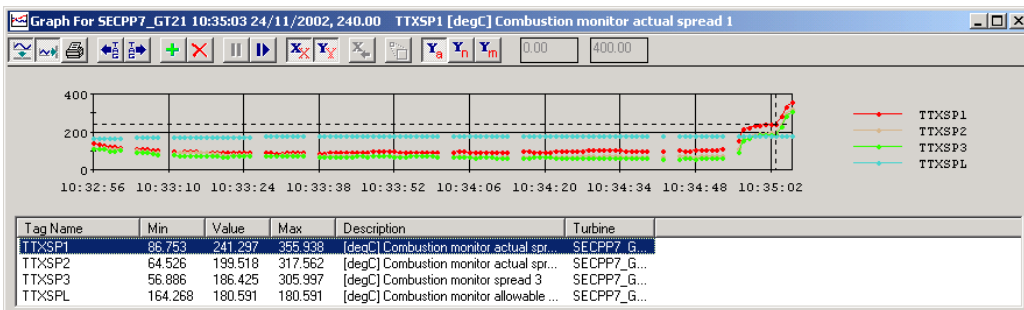 Graph For SECPP7_GT21 10:35:03 24/11/2002, 240.00 TTXSP1 [degC] Combustion monitor actual spread 1
Xx Yx X Ya Yn Ym 0.00 400.00
400
200
0
10:32:56 10:33:10 10:33:24 10:33:38 10:33:52 10:34:06 10:34:20 10:34:34 10:34:48 10:35:02
TTXSP1
TTXSP2
TTXSP3
TTXSPL
Tag Name Min Value Max Description Turbine
TTXSP1 86.753 241.297 355.938 [degC] Combustion monitor actual spr... SECPP7_G...
TTXSP2 64.526 199.518 317.562 [degC] Combustion monitor actual spr... SECPP7_G...
TTXSP3 56.886 186.425 305.997 [degC] Combustion monitor spread 3 SECPP7_G...
TTXSPL 164.268 180.591 180.591 [degC] Combustion monitor allowable ... SECPP7_G...